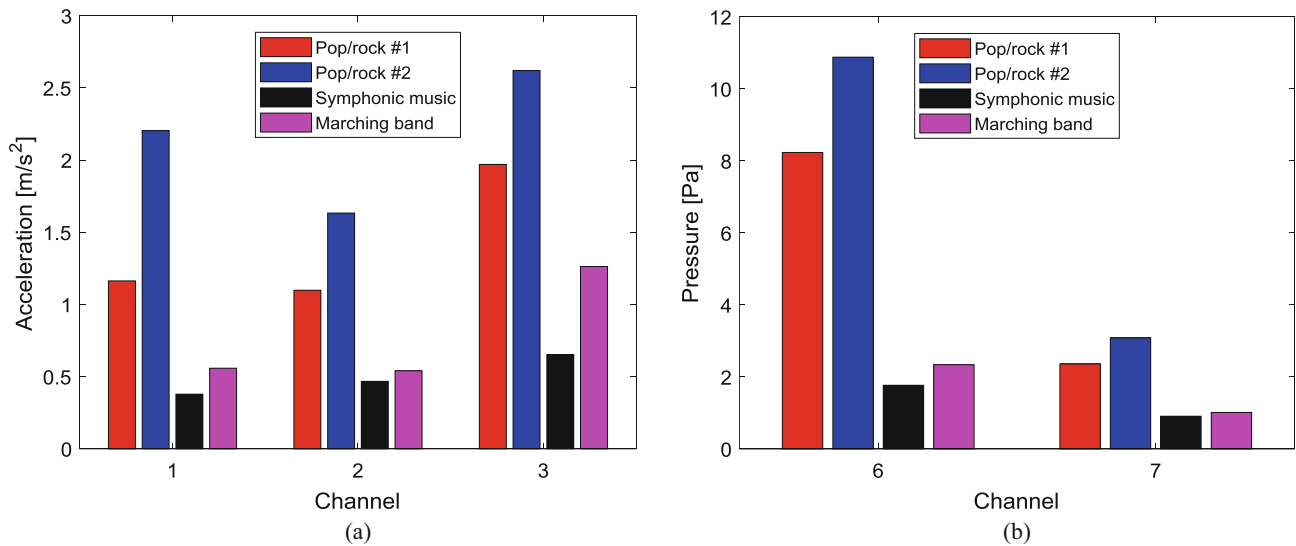 3
2.5
2
1.5
1
0.5
0
Acceleration [m/s²]
Pop/rock #1
Pop/rock #2
Symphonic music
Marching band
1 2 3
Channel
(a)
12
10
8
6
4
2
0
Pressure [Pa]
Pop/rock #1
Pop/rock #2
Symphonic music
Marching band
6 7
Channel
(b)